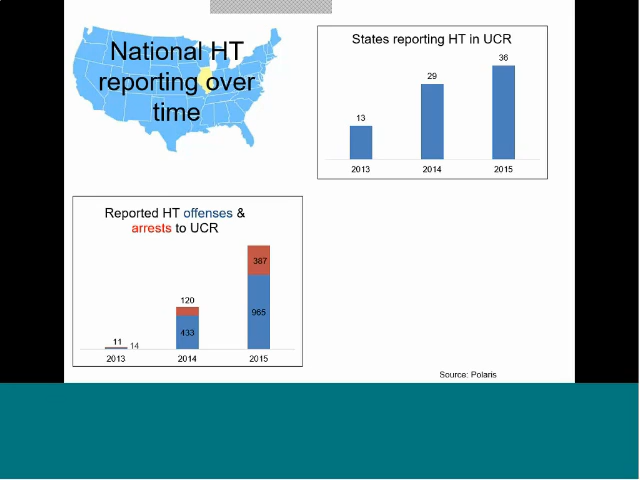 National HT
reporting over
time
States reporting HT in UCR
13
29
36
2013
2014
2015
Reported HT offenses &
arrests to UCR
11
14
120
433
387
965
2013
2014
2015
Source: Polaris